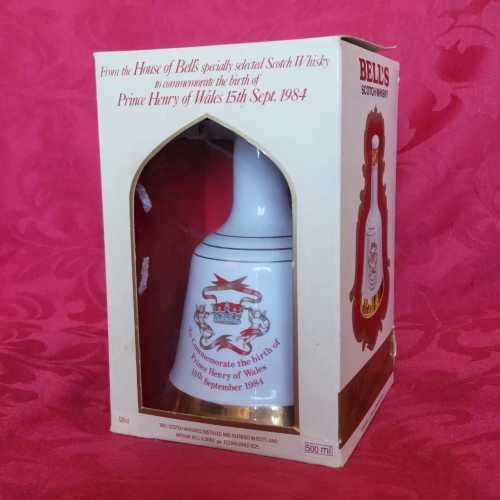 From the House of Bell's specially selected Scotch Whisky
to commemorate the birth of
Prince Henry of Wales 15th Sept. 1984
BELL'S
SCOTCH WHISKY
To Commemorate the birth of
Prince Henry of Wales
15th September 1984
500 ml